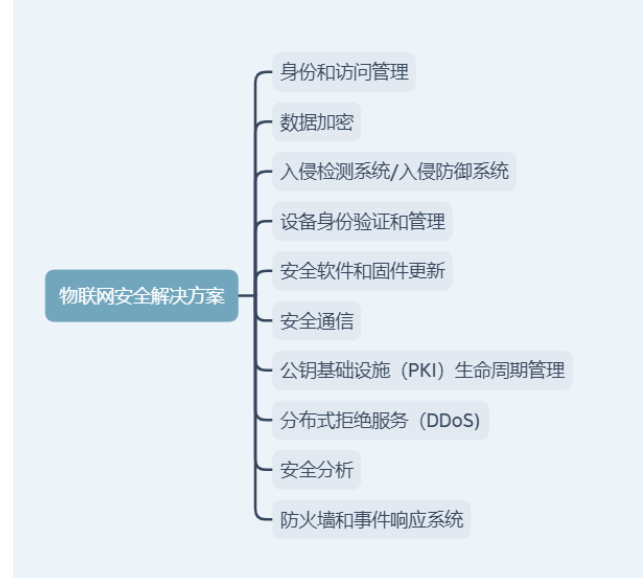 身份和访问管理
数据加密
入侵检测系统/入侵防御系统
设备身份验证和管理
安全软件和固件更新
物联网安全解决方案
安全通信
公钥基础设施（PKI）生命周期管理
分布式拒绝服务（DDoS)
安全分析
防火墙和事件响应系统